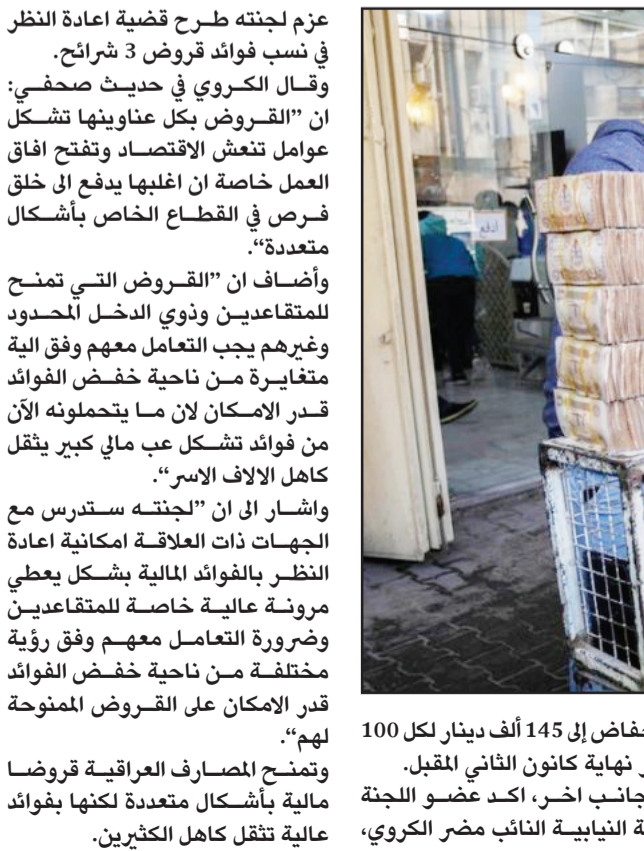 ادفع
إلى 145 ألف دينار لكل 100
نهاية كانون الثاني المقبل.
جانب اخر، اكد عضو اللجنة
النيابية النائب مضر الكروي،
عزم لجنته طرح قضية اعادة النظر
في نسب فوائد قروض 3 شرائح.
وقال الكروي في حديث صحفي:
ان ”القروض بكل عناوينها تشكل
عوامل تنعش الاقتصاد وتفتح افاق
العمل خاصة ان اغلبها يدفع الى خلق
فرص في القطاع الخاص بأشكال
متعددة“.
وأضاف ان ”القروض التي تمنح
للمتقاعدين وذوي الدخل المحدود
وغيرهم يجب التعامل معهم وفق الية
متغايرة من ناحية خفض الفوائد
قدر الامكان لان ما يتحملونه الآن
من فوائد تشكل عب مالي كبير يثقل
كاهل الالاف الاسر“.
واشار الى ان ”لجنته ستدرس مع
الجهات ذات العلاقة امكانية اعادة
النظر بالفوائد المالية بشكل يعطي
مرونة عالية خاصة للمتقاعدين
وضرورة التعامل معهم وفق رؤية
مختلفة من ناحية خفض الفوائد
قدر الامكان على القروض الممنوحة
لهم“.
وتمنح المصارف العراقية قروضا
مالية بأشكال متعددة لكنها بفوائد
عالية تثقل كاهل الكثيرين.